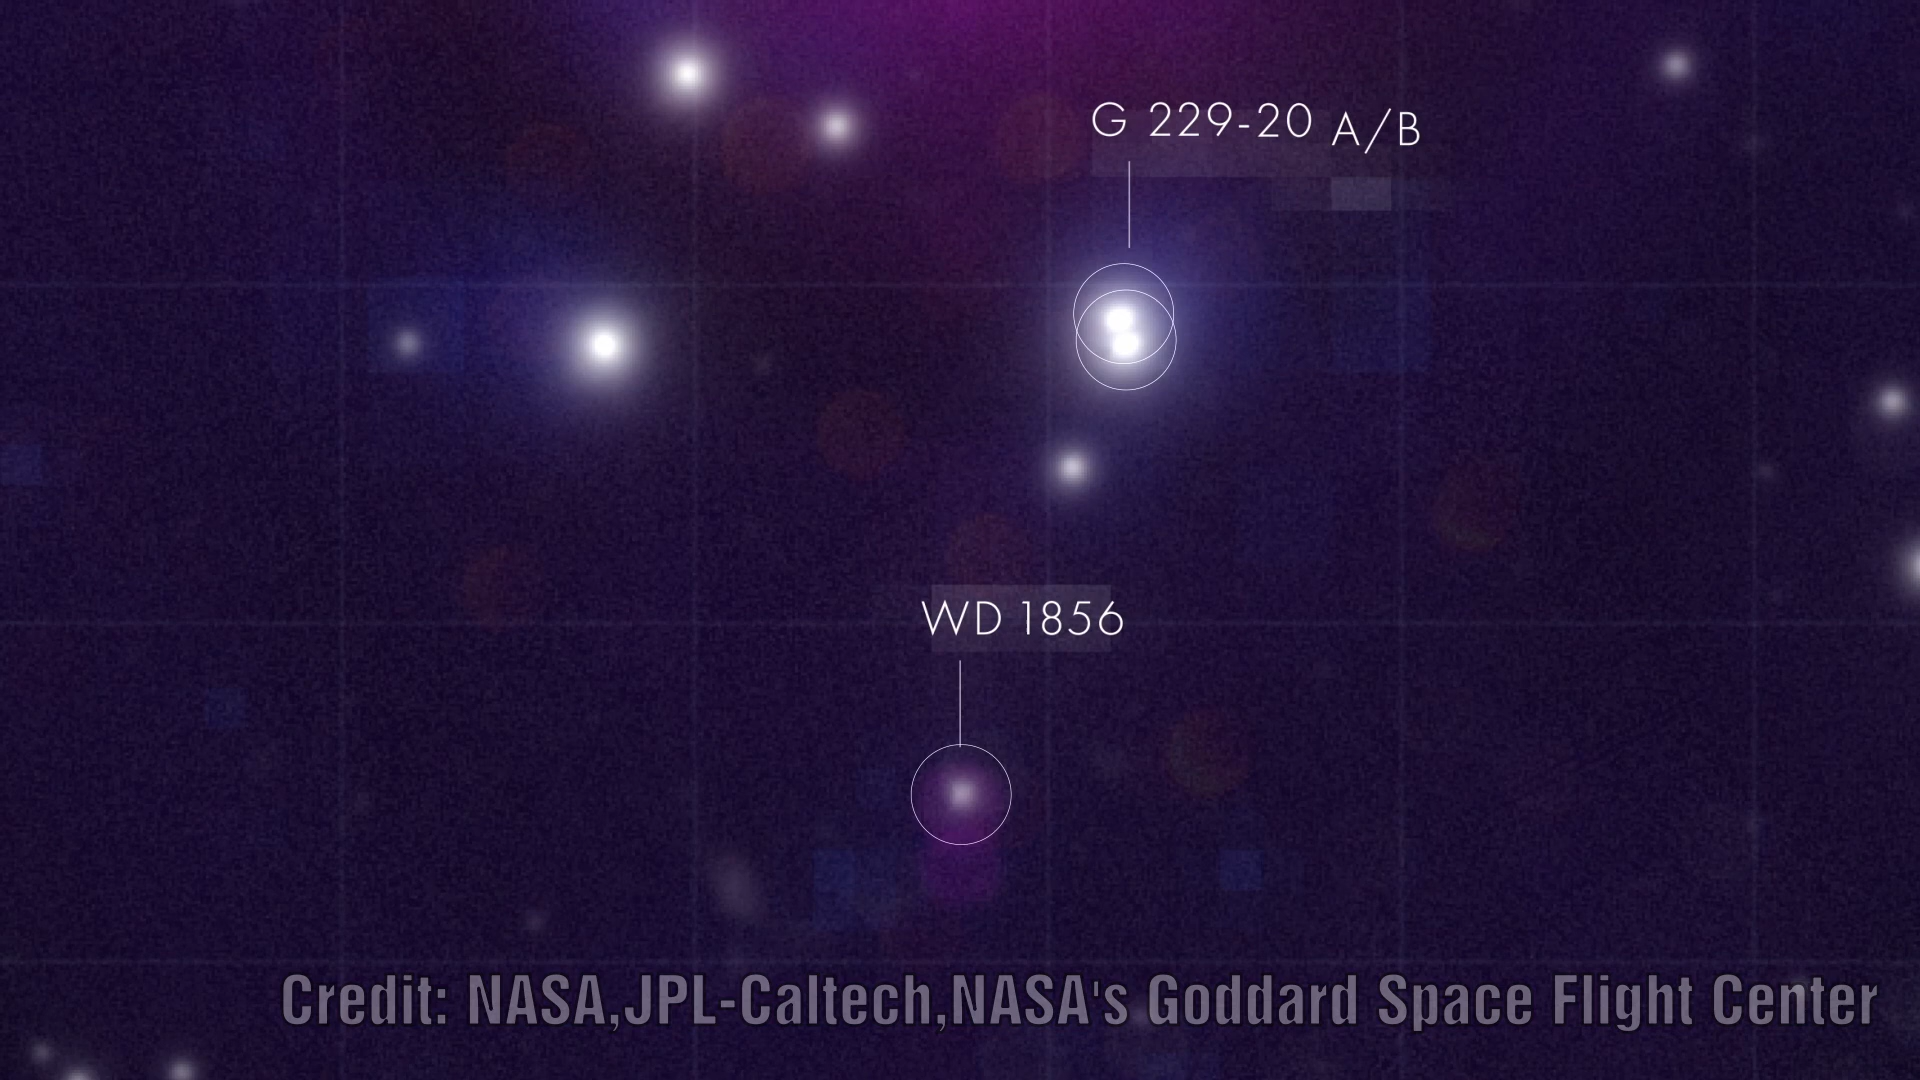 G 229-20 A/B
WD 1856
Credit: NASA,JPL-Caltech,NASA's Goddard Space Flight Center